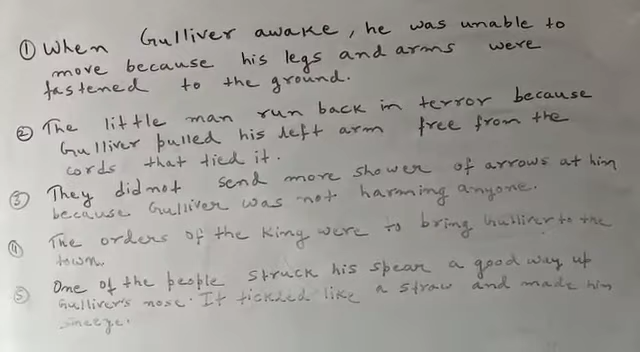 ① When Gulliver awake, he was unable to
move because his legs and arms were
fastened to the ground.
② The little man run back in terror because
Gulliver pulled his left arm free from the
cords that tied it.
③ They did not send more shower of arrows at him
because Gulliver was not harming anyone.
④ The orders of the King were to bring Gulliver to the
town.
⑤ One of the people struck his spear a good way up
Gulliver's nose. It tickded like a straw and made him
sneeze.